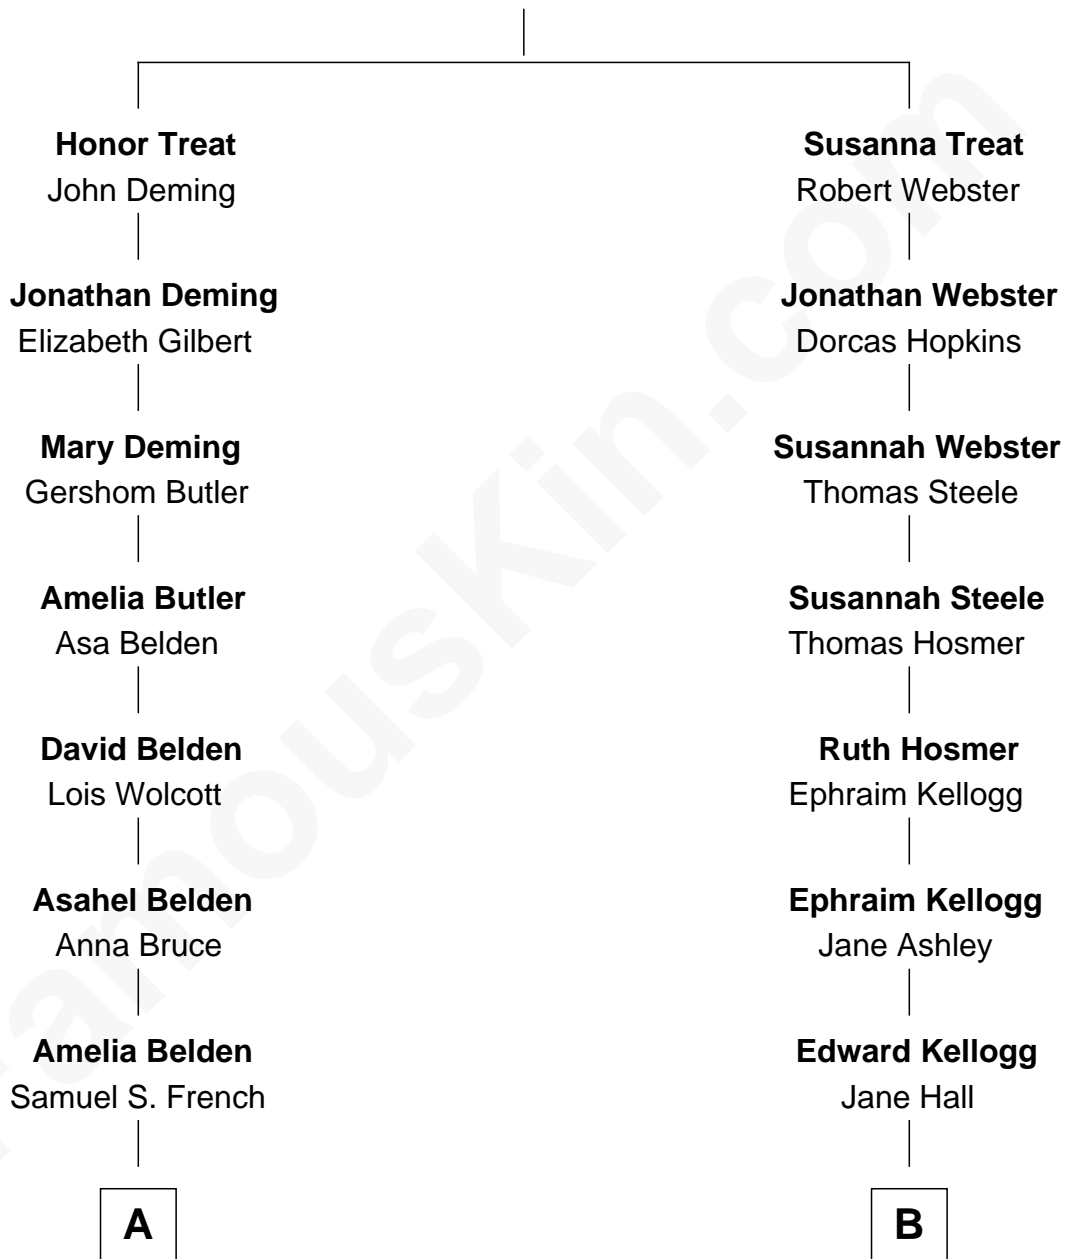 Honor Treat
John Deming
Susanna Treat
Robert Webster
Jonathan Deming
Elizabeth Gilbert
Jonathan Webster
Dorcas Hopkins
Mary Deming
Gershom Butler
Susannah Webster
Thomas Steele
Amelia Butler
Asa Belden
Susannah Steele
Thomas Hosmer
David Belden
Lois Wolcott
Ruth Hosmer
Ephraim Kellogg
Asahel Belden
Anna Bruce
Ephraim Kellogg
Jane Ashley
Amelia Belden
Samuel S. French
Edward Kellogg
Jane Hall
A
B
FamousKin.com